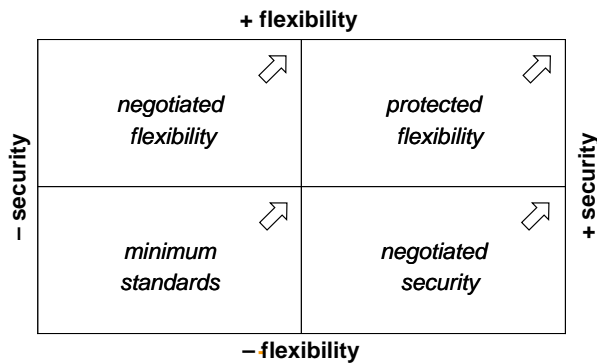 + flexibility
negotiated
flexibility
protected
flexibility
– security
+ security
minimum
standards
negotiated
security
– flexibility